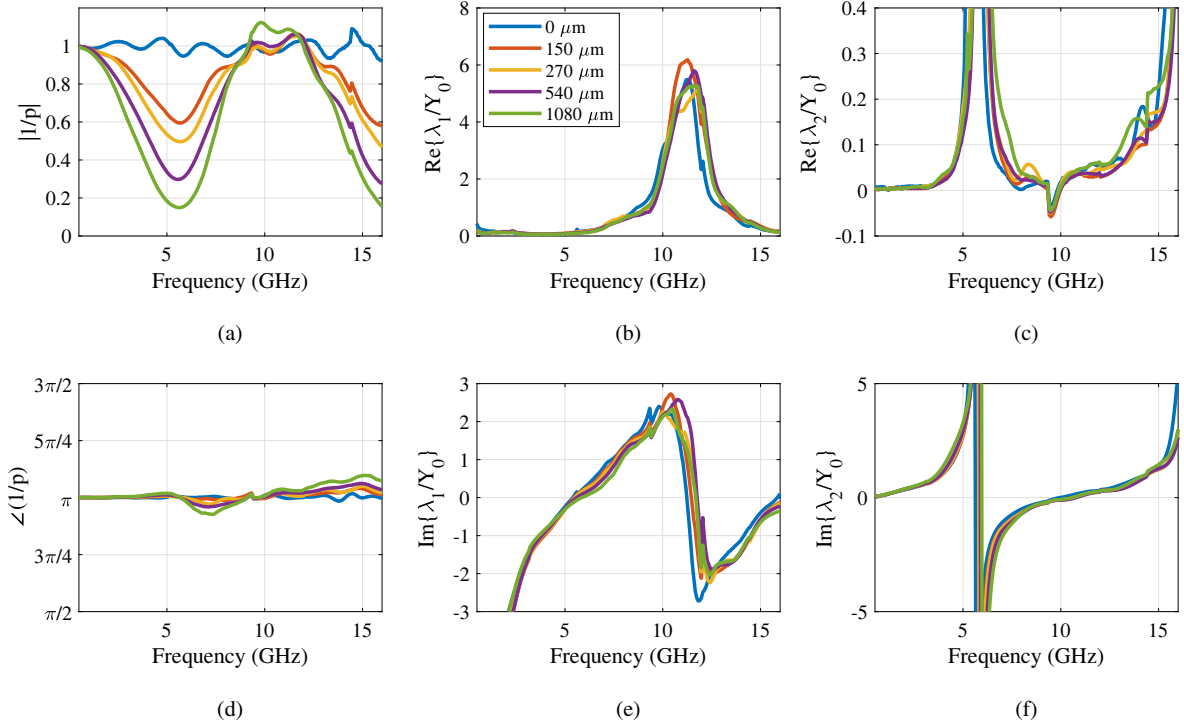 1
0.8
0.6
0.4
0.2
0
|1/p|
5
10
15
Frequency (GHz)
(a)
8
6
4
2
0
Re{λ1/Y0}
0 μm
150 μm
270 μm
540 μm
1080 μm
5
10
15
Frequency (GHz)
(b)
0.4
0.3
0.2
0.1
0
-0.1
Re{λ2/Y0}
5
10
15
Frequency (GHz)
(c)
3π/2
5π/4
π
3π/4
π/2
∠(1/p)
5
10
15
Frequency (GHz)
(d)
3
2
1
0
-1
-2
-3
Im{λ1/Y0}
5
10
15
Frequency (GHz)
(e)
5
0
-5
Im{λ2/Y0}
5
10
15
Frequency (GHz)
(f)